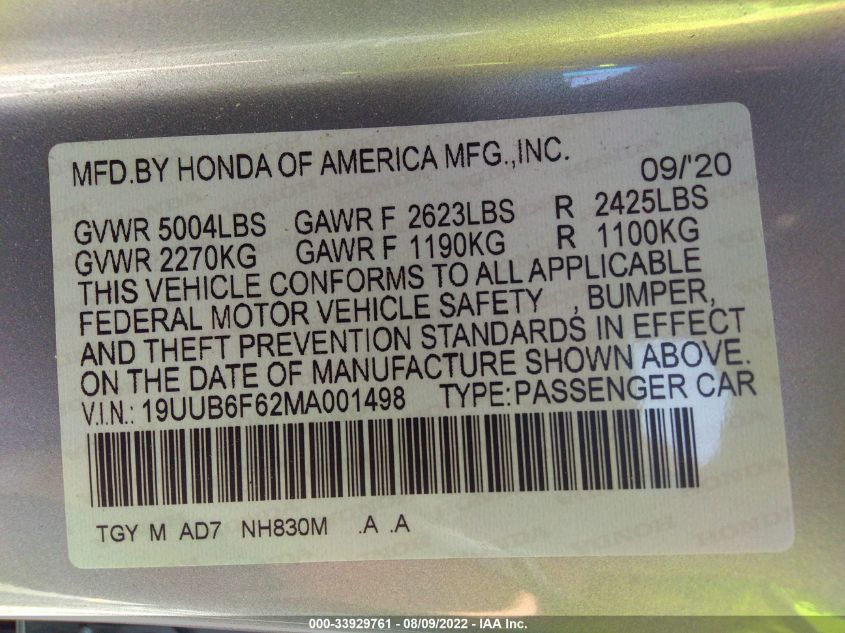 MFD.BY HONDA OF AMERICA MFG.,INC. 09/'20
GVWR 5004LBS GAWR F 2623LBS R 2425LBS
GVWR 2270KG GAWR F 1190KG R 1100KG
THIS VEHICLE CONFORMS TO ALL APPLICABLE
FEDERAL MOTOR VEHICLE SAFETY , BUMPER,
AND THEFT PREVENTION STANDARDS IN EFFECT
ON THE DATE OF MANUFACTURE SHOWN ABOVE.
V.I.N.: 19UUB6F62MA001498 TYPE:PASSENGER CAR
TGY M AD7 NH830M .A .A
000-33929761 - 08/09/2022 - IAA Inc.